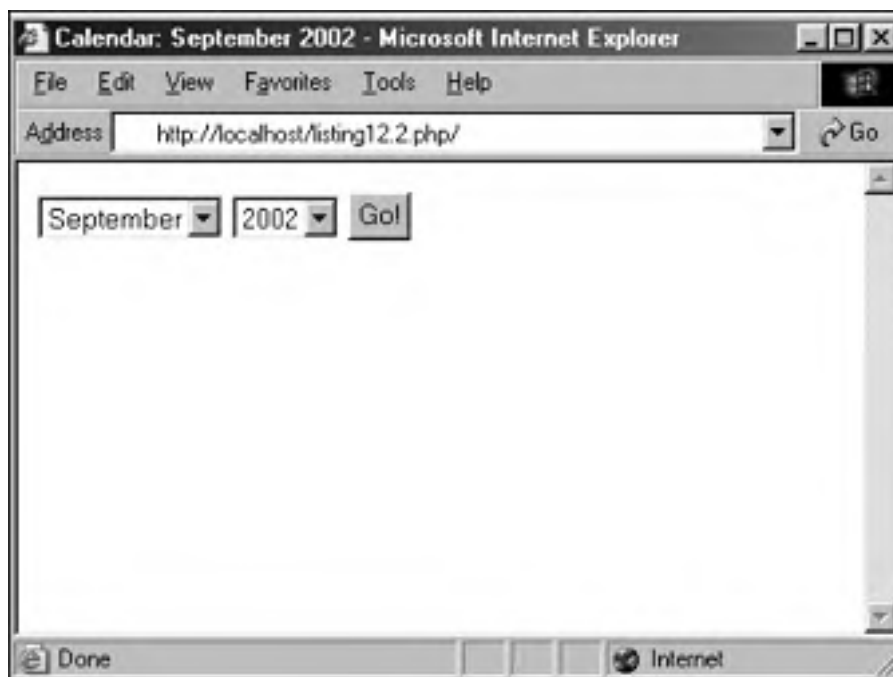 Calendar: September 2002 - Microsoft Internet Explorer
File Edit View Favorites Tools Help
Address http://localhost/listing12.2.php/ Go
September 2002 Go!
Done Internet